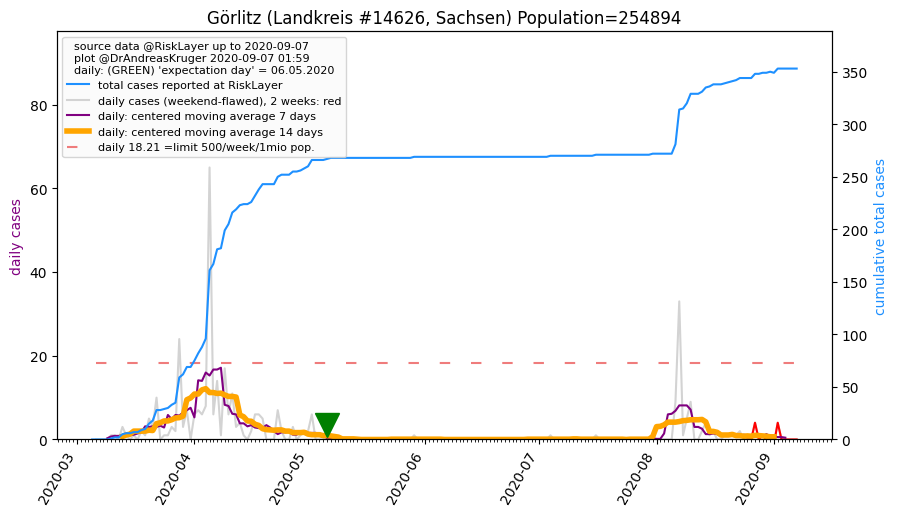 Görlitz (Landkreis #14626, Sachsen) Population=254894
source data @RiskLayer up to 2020-09-07
plot @DrAndreasKruger 2020-09-07 01:59
daily: (GREEN) 'expectation day' = 06.05.2020
total cases reported at RiskLayer
daily cases (weekend-flawed), 2 weeks: red
daily: centered moving average 7 days
daily: centered moving average 14 days
daily 18.21 =limit 500/week/1mio pop.
daily cases
80
60
40
20
0
cumulative total cases
350
300
250
200
150
100
50
0
2020-03
2020-04
2020-05
2020-06
2020-07
2020-08
2020-09